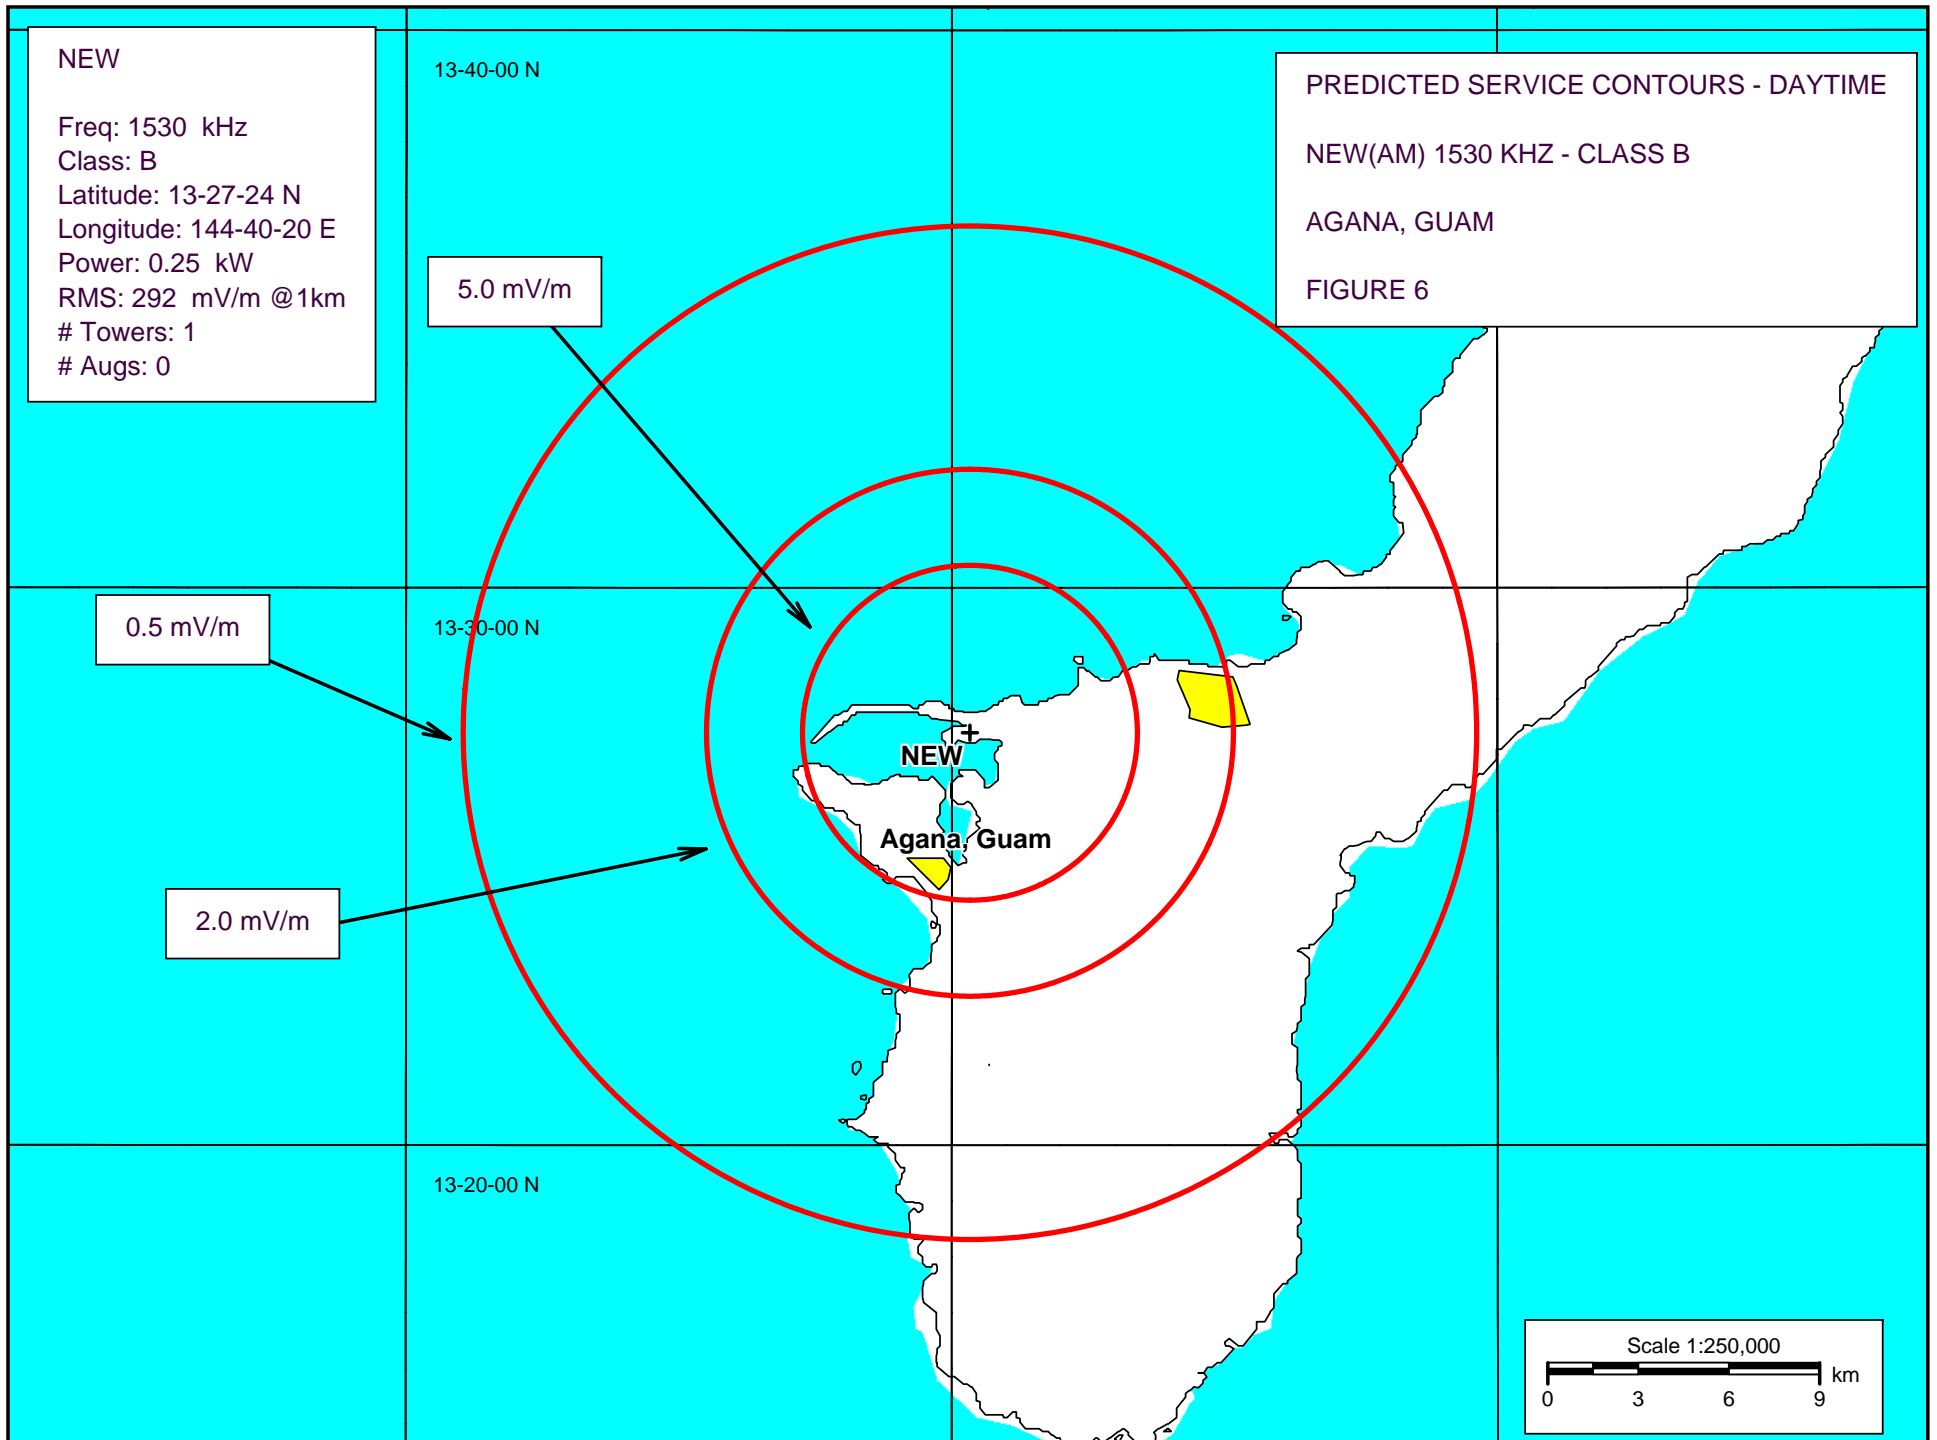 NEW
Freq: 1530 kHz
Class: B
Latitude: 13-27-24 N
Longitude: 144-40-20 E
Power: 0.25 kW
RMS: 292 mV/m @1km
# Towers: 1
# Augs: 0
13-40-00 N
PREDICTED SERVICE CONTOURS - DAYTIME
NEW(AM) 1530 KHZ - CLASS B
AGANA, GUAM
FIGURE 6
5.0 mV/m
0.5 mV/m
13-30-00 N
NEW
Agana, Guam
2.0 mV/m
13-20-00 N
Scale 1:250,000
km
0 3 6 9